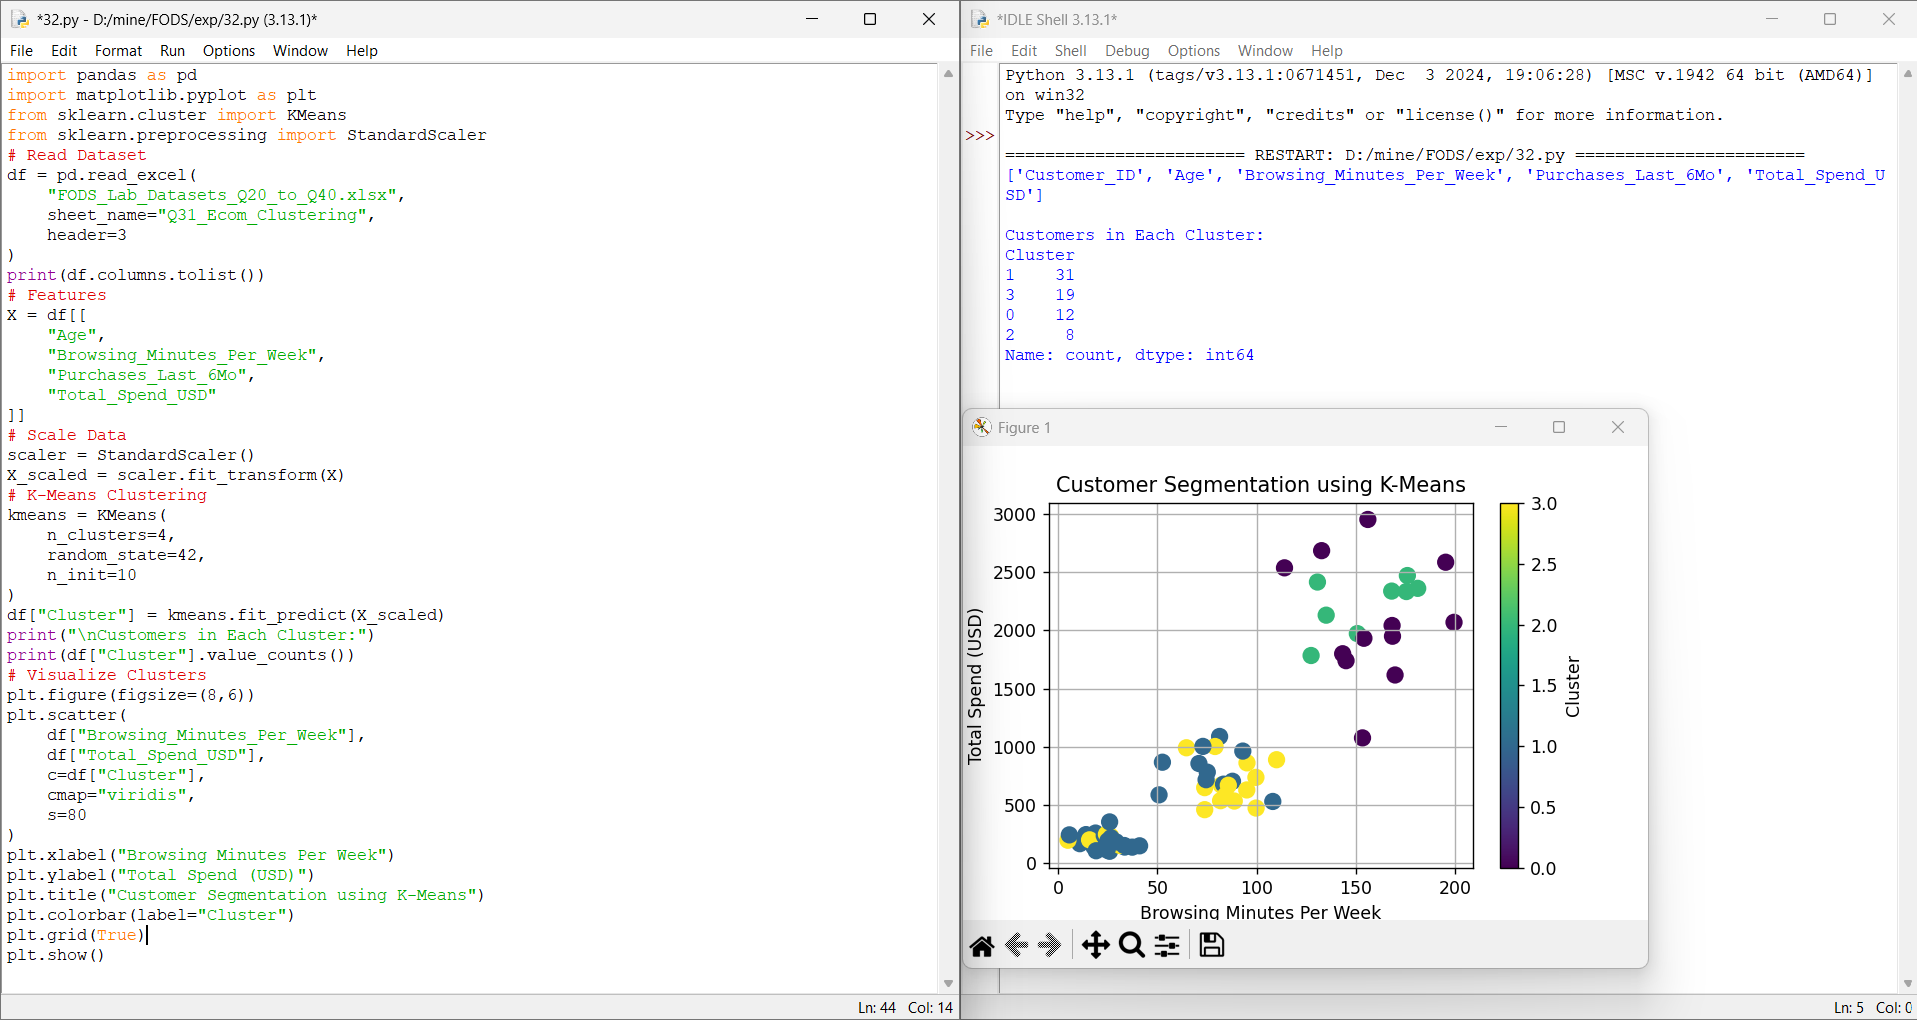 *32.py - D:/mine/FODS/exp/32.py (3.13.1)*
File Edit Format Run Options Window Help
import pandas as pd
import matplotlib.pyplot as plt
from sklearn.cluster import KMeans
from sklearn.preprocessing import StandardScaler
# Read Dataset
df = pd.read_excel(
    "FODS_Lab_Datasets_Q20_to_Q40.xlsx",
    sheet_name="Q31_Ecom_Clustering",
    header=3
)
print(df.columns.tolist())
# Features
X = df[[
    "Age",
    "Browsing_Minutes_Per_Week",
    "Purchases_Last_6Mo",
    "Total_Spend_USD"
]]
# Scale Data
scaler = StandardScaler()
X_scaled = scaler.fit_transform(X)
# K-Means Clustering
kmeans = KMeans(
    n_clusters=4,
    random_state=42,
    n_init=10
)
df["Cluster"] = kmeans.fit_predict(X_scaled)
print("\nCustomers in Each Cluster:")
print(df["Cluster"].value_counts())
# Visualize Clusters
plt.figure(figsize=(8,6))
plt.scatter(
    df["Browsing_Minutes_Per_Week"],
    df["Total_Spend_USD"],
    c=df["Cluster"],
    cmap="viridis",
    s=80
)
plt.xlabel("Browsing Minutes Per Week")
plt.ylabel("Total Spend (USD)")
plt.title("Customer Segmentation using K-Means")
plt.colorbar(label="Cluster")
plt.grid(True)
plt.show()
Ln: 44 Col: 14
*IDLE Shell 3.13.1*
File Edit Shell Debug Options Window Help
Python 3.13.1 (tags/v3.13.1:0671451, Dec  3 2024, 19:06:28) [MSC v.1942 64 bit (AMD64)]
on win32
Type "help", "copyright", "credits" or "license()" for more information.
>>>
======================== RESTART: D:/mine/FODS/exp/32.py =======================
['Customer_ID', 'Age', 'Browsing_Minutes_Per_Week', 'Purchases_Last_6Mo', 'Total_Spend_U
SD']
Customers in Each Cluster:
Cluster
1    31
3    19
0    12
2     8
Name: count, dtype: int64
Figure 1
Customer Segmentation using K-Means
Total Spend (USD)
3000
2500
2000
1500
1000
500
0
0 50 100 150 200
Browsing Minutes Per Week
3.0
2.5
2.0
1.5
1.0
0.5
0.0
Cluster
Ln: 5 Col: 0